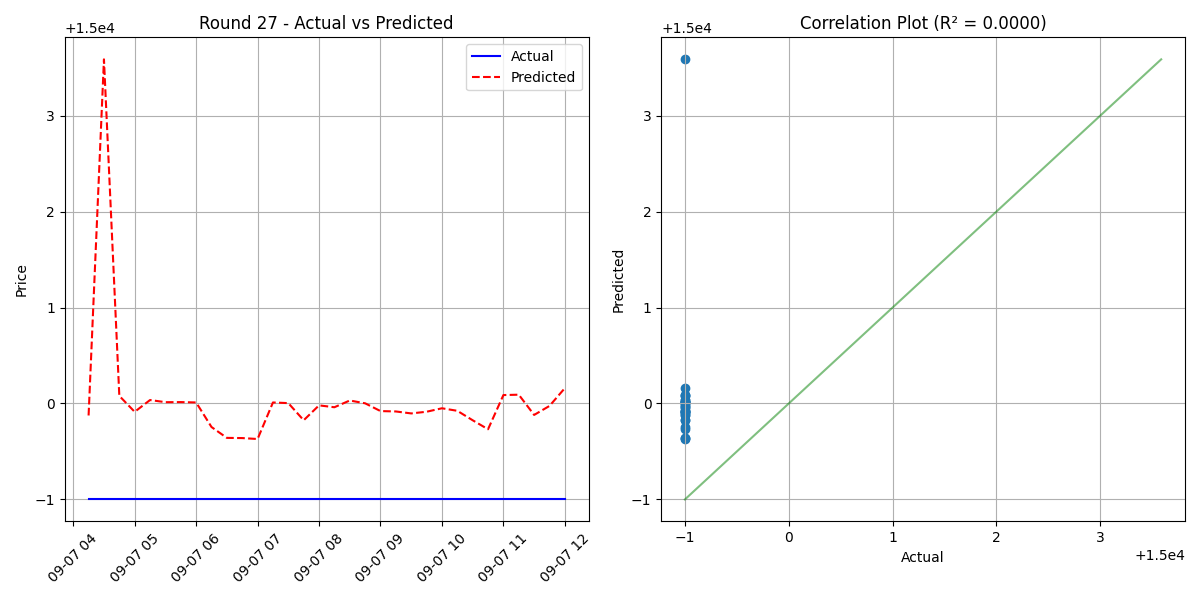 Round 27 - Actual vs Predicted
+1.5e4
Actual
Predicted
3
2
1
0
−1
Price
09-07 04
09-07 05
09-07 06
09-07 07
09-07 08
09-07 09
09-07 10
09-07 11
09-07 12
Correlation Plot (R² = 0.0000)
+1.5e4
3
2
1
0
−1
Predicted
−1
0
1
2
3
+1.5e4
Actual